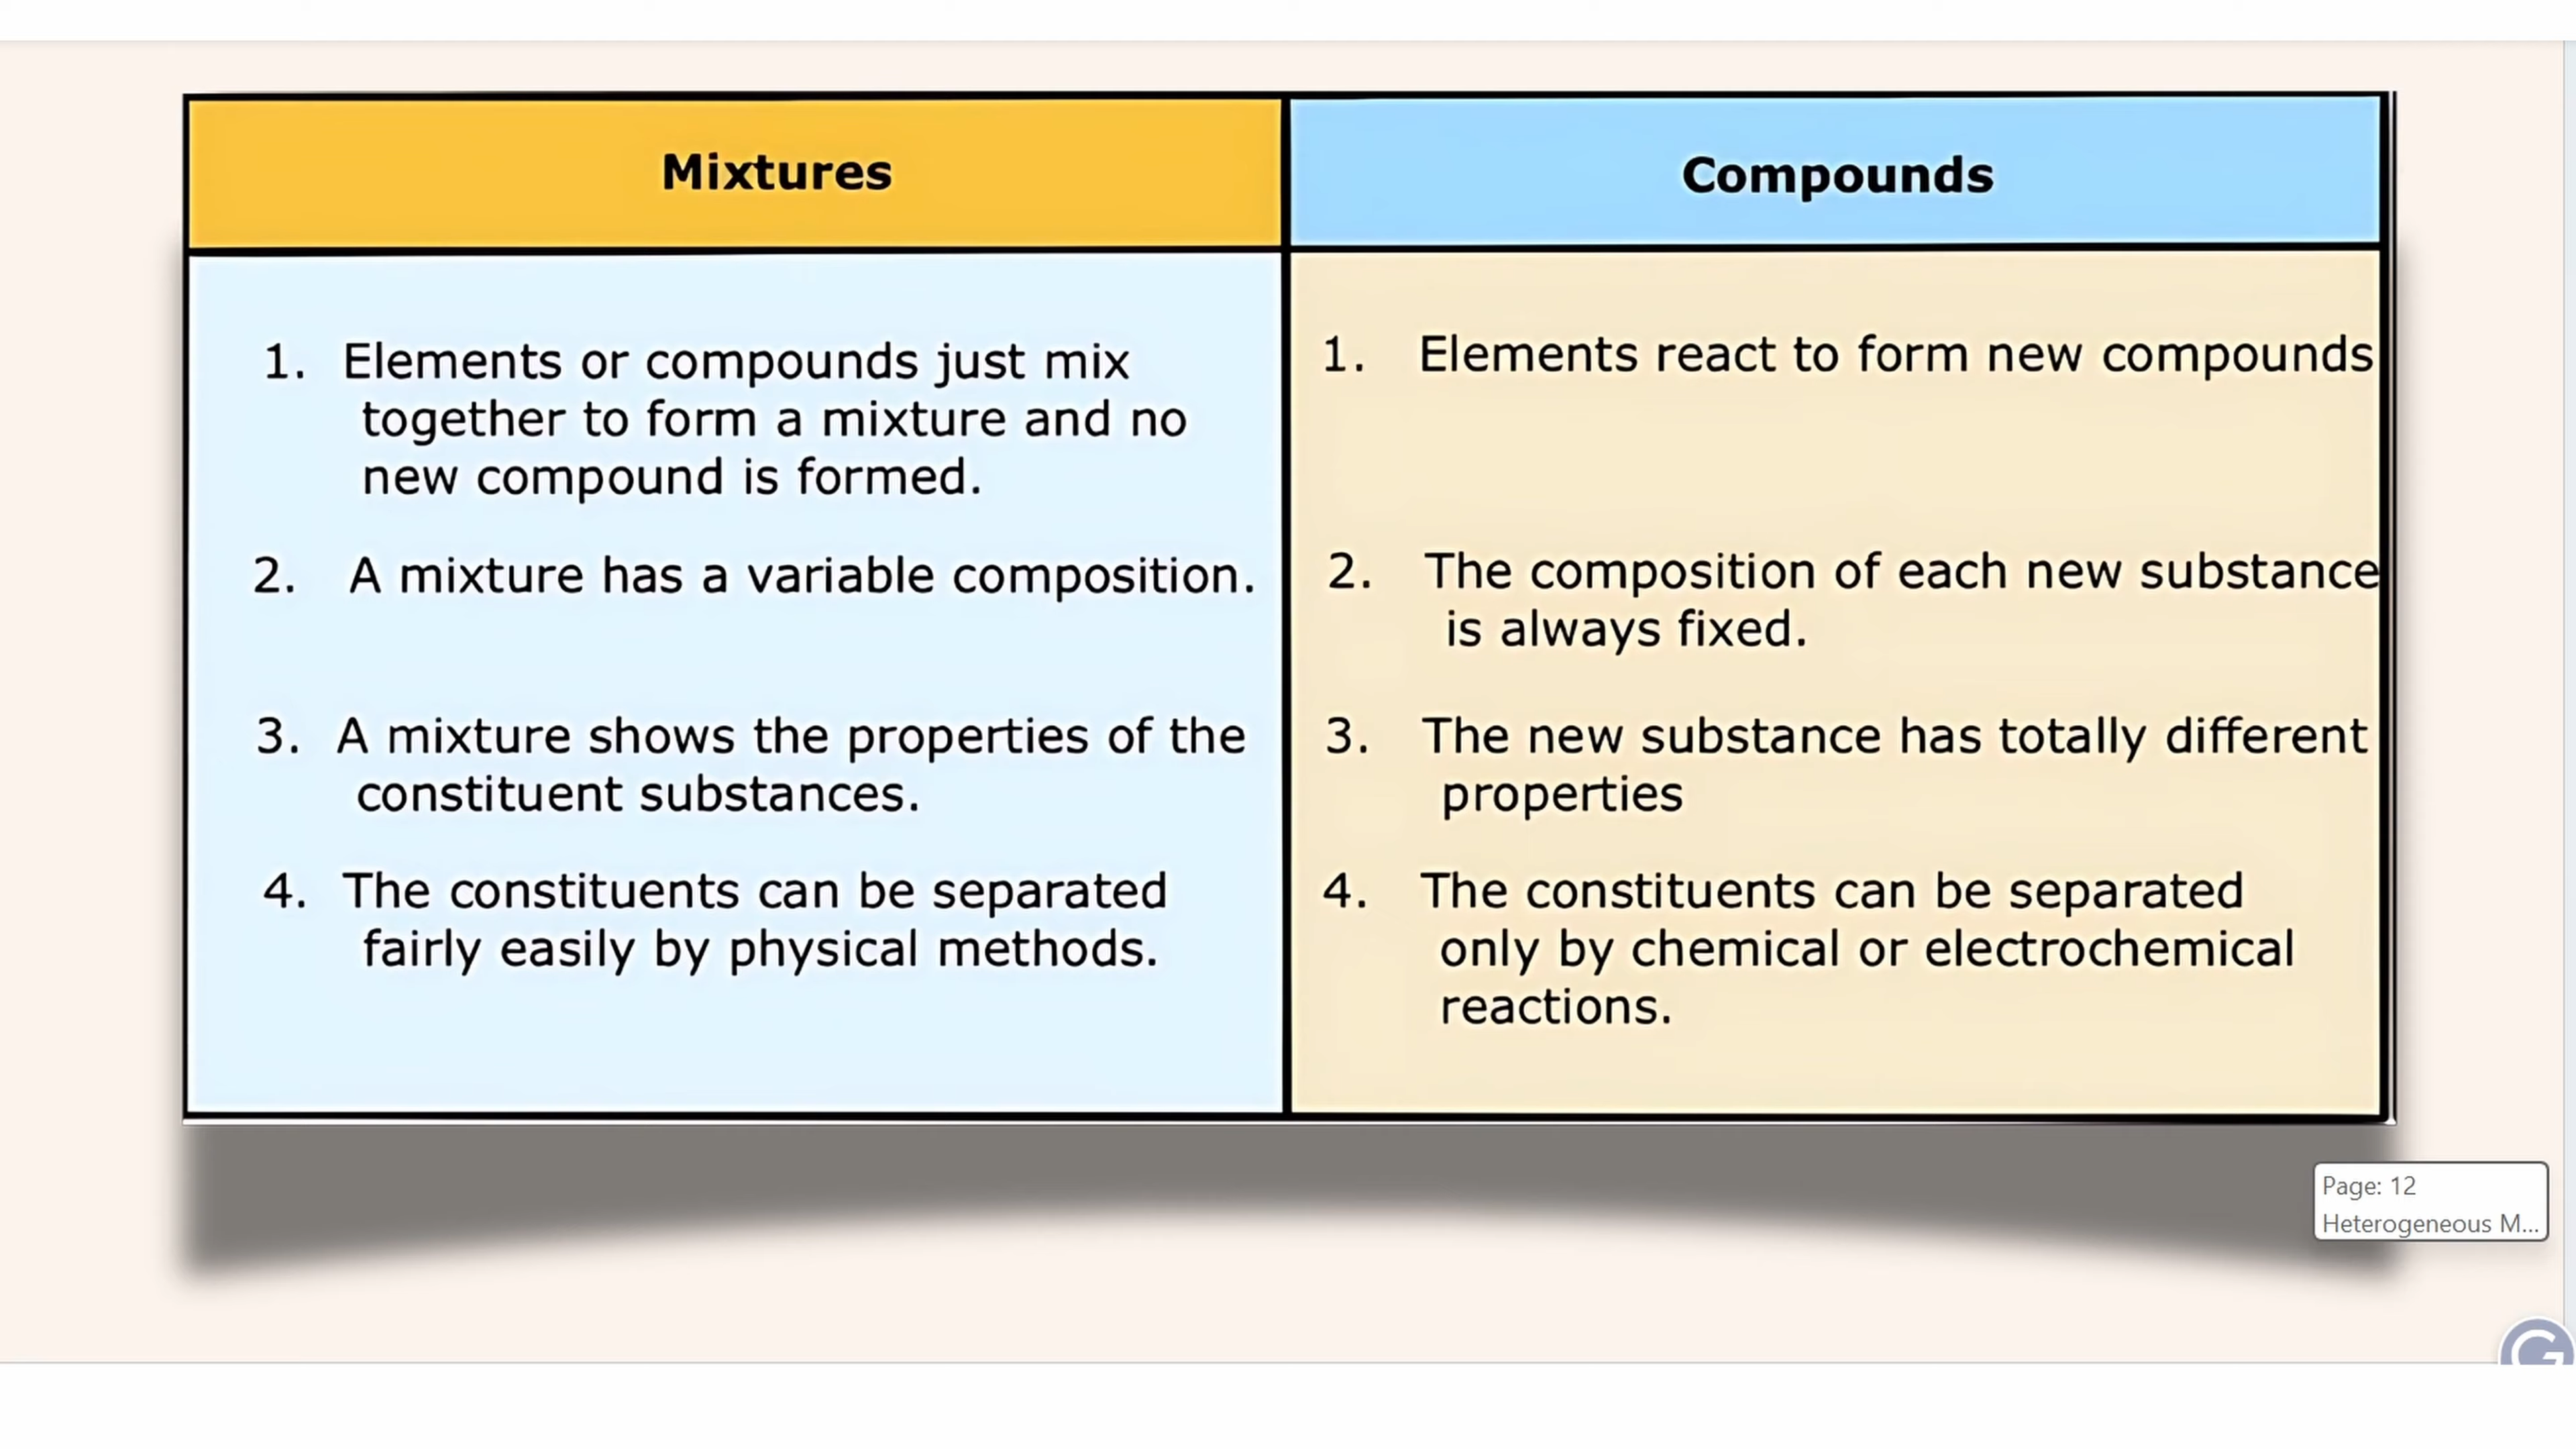 Mixtures
Compounds
1. Elements or compounds just mix
together to form a mixture and no
new compound is formed.
2. A mixture has a variable composition.
3. A mixture shows the properties of the
constituent substances.
4. The constituents can be separated
fairly easily by physical methods.
1. Elements react to form new compounds
2. The composition of each new substance
is always fixed.
3. The new substance has totally different
properties
4. The constituents can be separated
only by chemical or electrochemical
reactions.
Page: 12
Heterogeneous M...
G